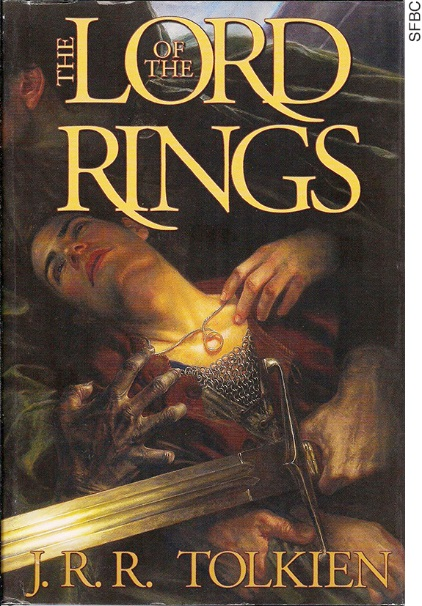 THE LORD
OF THE
RINGS
J. R. R. TOLKIEN
SFBC